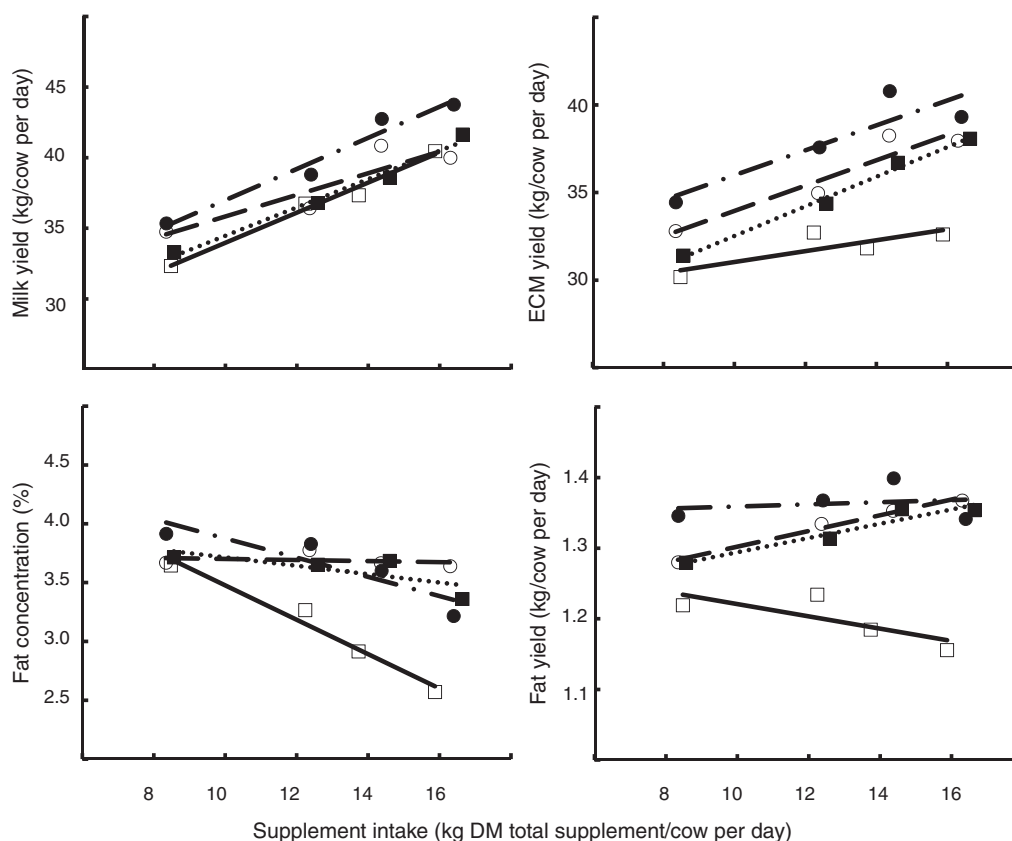 Milk yield (kg/cow per day)
45
40
35
30
ECM yield (kg/cow per day)
40
35
30
Fat concentration (%)
4.5
4.0
3.5
3.0
2.5
Fat yield (kg/cow per day)
1.4
1.3
1.2
1.1
8 10 12 14 16
8 10 12 14 16
Supplement intake (kg DM total supplement/cow per day)